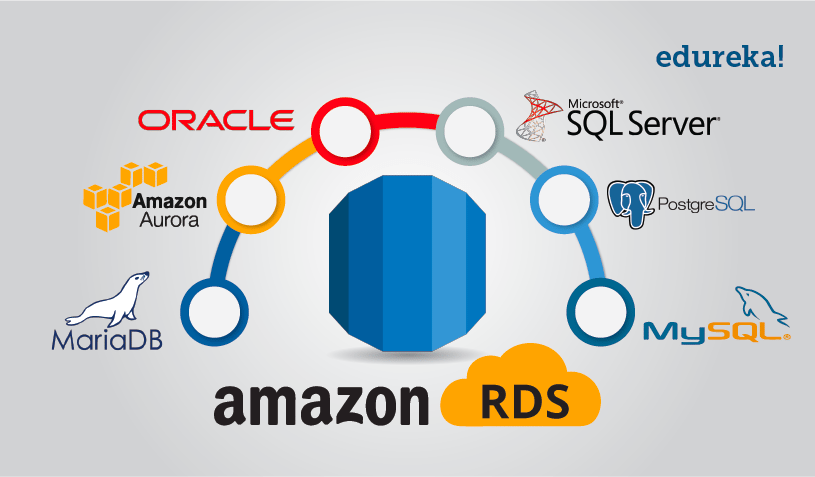 edureka!
ORACLE
Microsoft®
SQL Server®
Amazon
Aurora
PostgreSQL
MariaDB
MySQL®
amazon
RDS